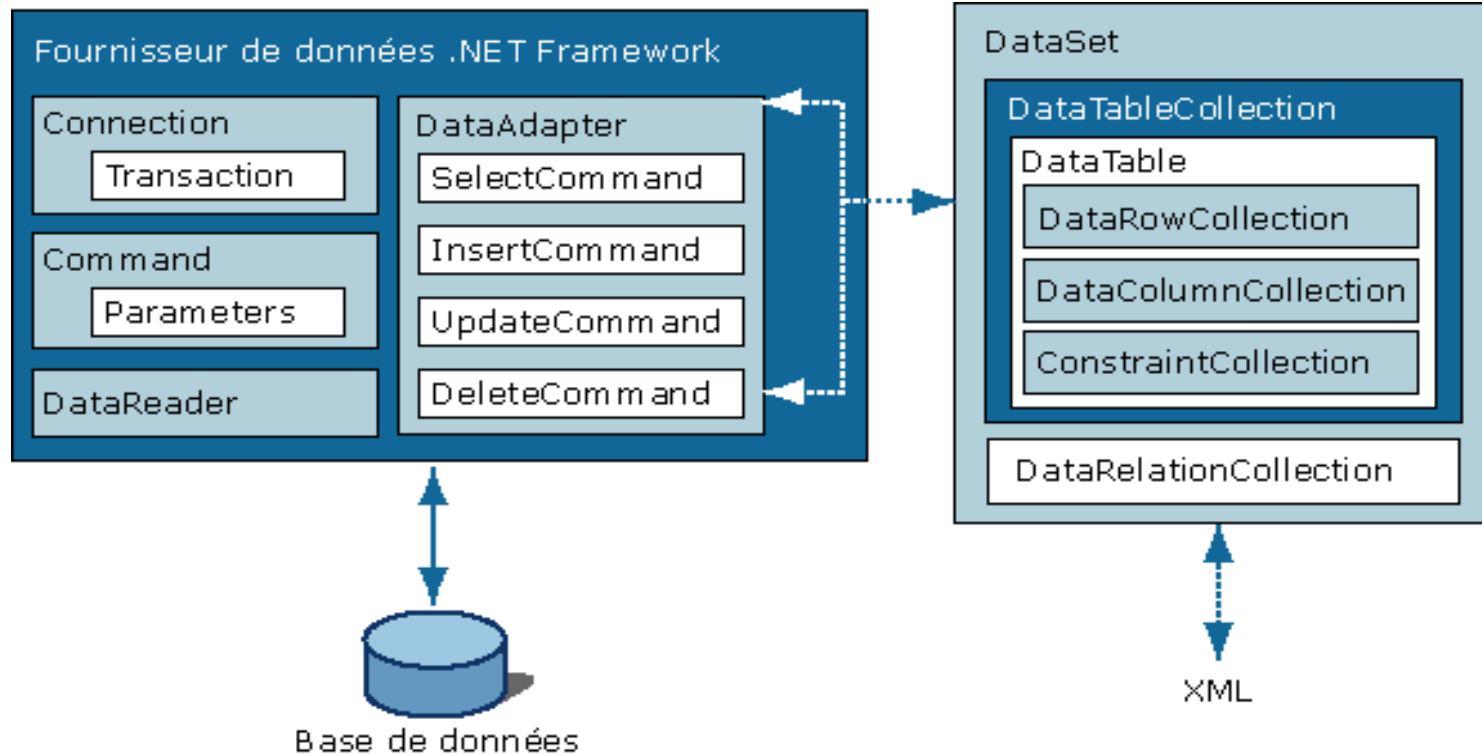 Fournisseur de données .NET Framework
Connection
Transaction
Command
Parameters
DataReader
DataAdapter
SelectCommand
InsertCommand
UpdateCommand
DeleteCommand
Base de données
DataSet
DataTableCollection
DataTable
DataRowCollection
DataColumnCollection
ConstraintCollection
DataRelationCollection
XML